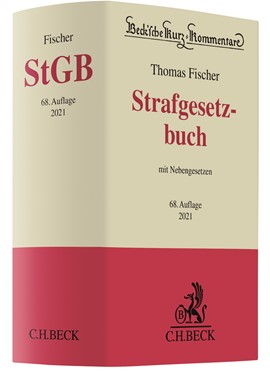 Fischer
StGB
68. Auflage
2021
C.H.BECK
Beck'sche Kurz-Kommentare
Thomas Fischer
Strafgesetz-
buch
mit Nebengesetzen
68. Auflage
2021
B
C.H.BECK